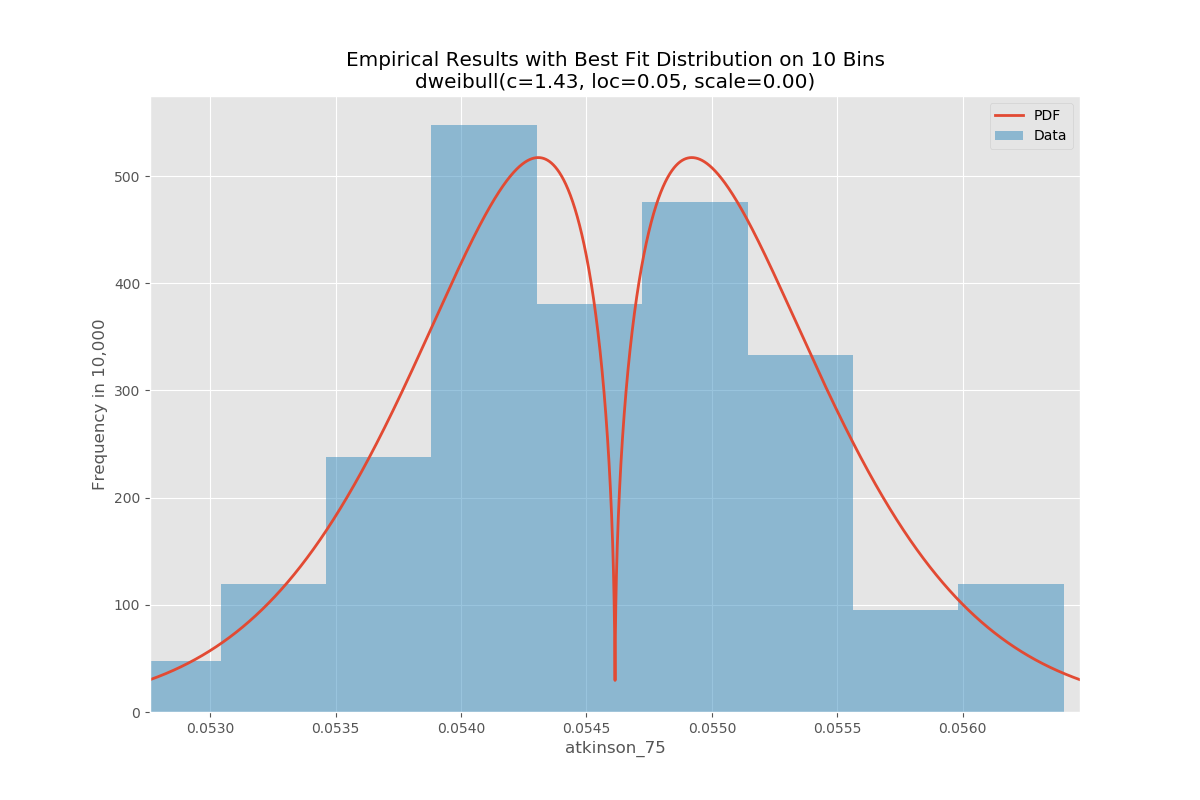 Empirical Results with Best Fit Distribution on 10 Bins
dweibull(c=1.43, loc=0.05, scale=0.00)
PDF
Data
500
400
300
200
100
0
Frequency in 10,000
0.0530
0.0535
0.0540
0.0545
0.0550
0.0555
0.0560
atkinson_75